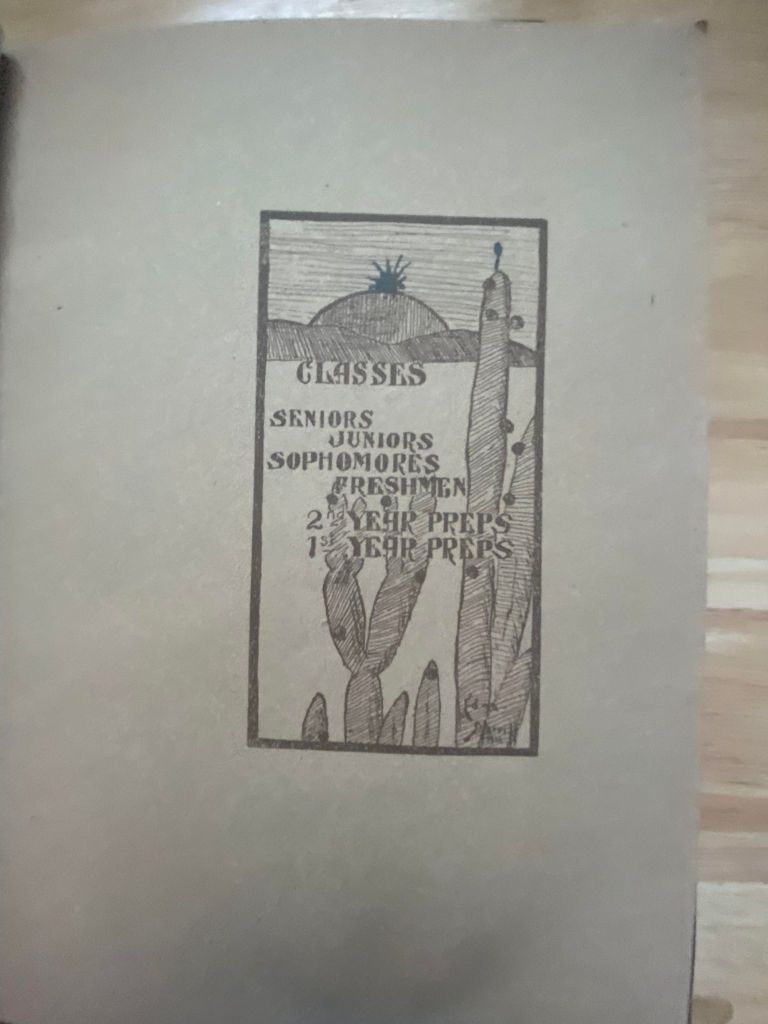 CLASSES
SENIORS
JUNIORS
SOPHOMORES
FRESHMEN
2nd YEAR PREPS
1st YEAR PREPS